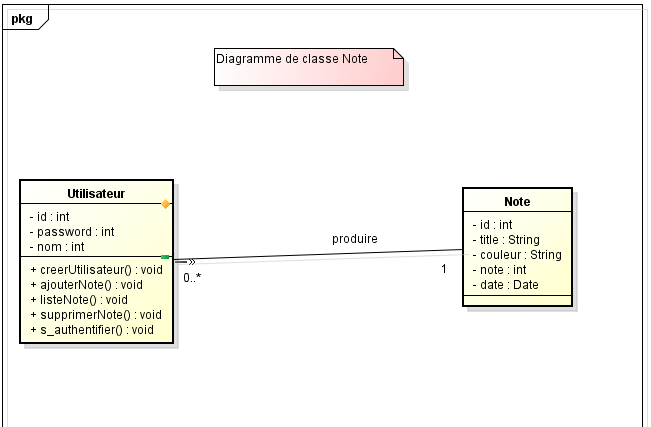 pkg
Diagramme de classe Note
Utilisateur
- id : int
- password : int
- nom : int
+ creerUtilisateur() : void
+ ajouterNote() : void
+ listeNote() : void
+ supprimerNote() : void
+ s_authentifier() : void
0..*
produire
1
Note
- id : int
- title : String
- couleur : String
- note : int
- date : Date